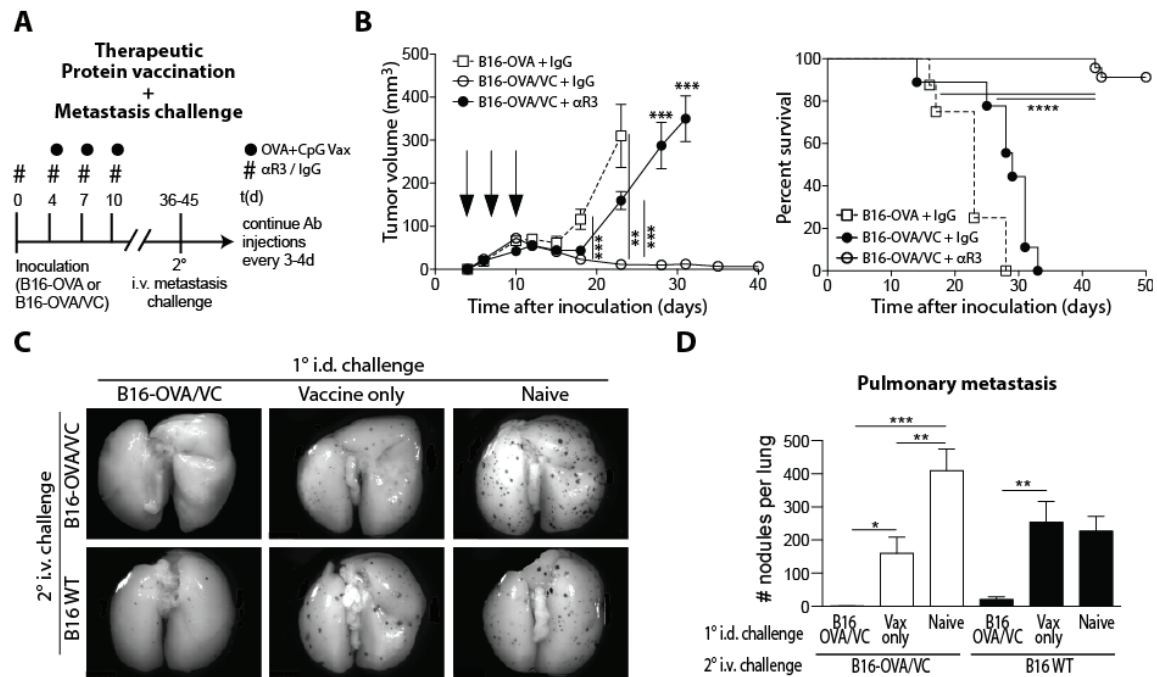 A
Therapeutic
Protein vaccination
+
Metastasis challenge
● OVA+CpG Vax
# # # # # αR3 / IgG
0 4 7 10 36-45 t(d)
continue Ab
injections
every 3-4d
Inoculation
(B16-OVA or
B16-OVA/VC)
2°
i.v. metastasis
challenge
B
Tumor volume (mm³)
500
400
300
200
100
0
B16-OVA + IgG
B16-OVA/VC + IgG
B16-OVA/VC + αR3
***
***
***
**
***
0 10 20 30 40
Time after inoculation (days)
Percent survival
100
80
60
40
20
0
****
B16-OVA + IgG
B16-OVA/VC + IgG
B16-OVA/VC + αR3
0 10 20 30 40 50
Time after inoculation (days)
C
1° i.d. challenge
B16-OVA/VC Vaccine only Naive
2° i.v. challenge
B16-OVA/VC
B16 WT
D
Pulmonary metastasis
# nodules per lung
500
400
300
200
100
0
***
**
*
**
1° i.d. challenge
B16 OVA/VC
Vax only
Naive
B16 OVA/VC
Vax only
Naive
2° i.v. challenge
B16-OVA/VC
B16 WT